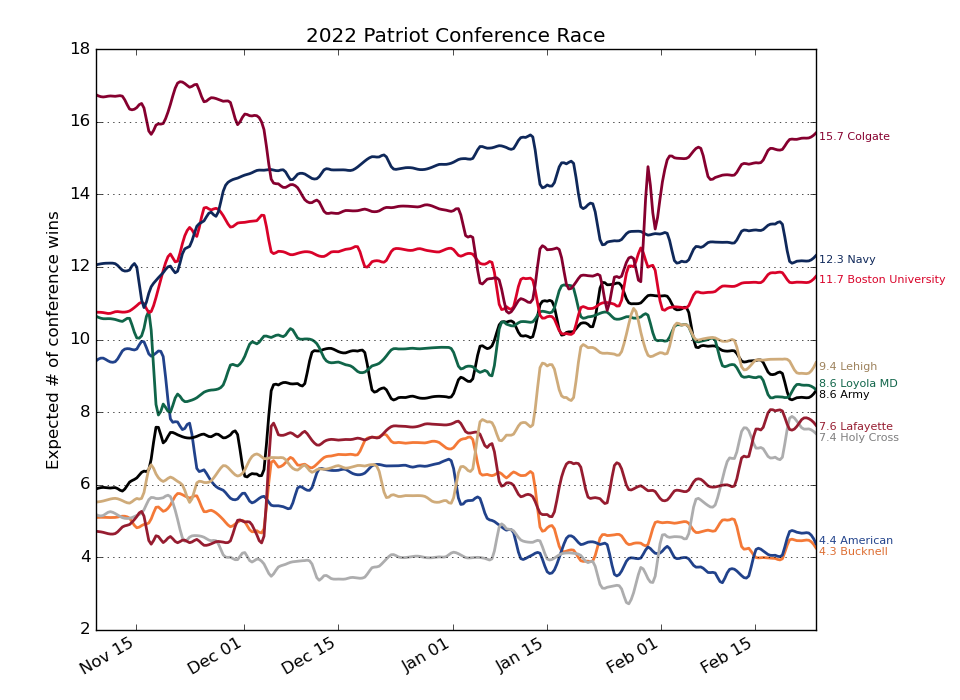 2022 Patriot Conference Race
Expected # of conference wins
18
16
14
12
10
8
6
4
2
Nov 15
Dec 01
Dec 15
Jan 01
Jan 15
Feb 01
Feb 15
15.7 Colgate
12.3 Navy
11.7 Boston University
9.4 Lehigh
8.6 Loyola MD
8.6 Army
7.6 Lafayette
7.4 Holy Cross
4.4 American
4.3 Bucknell